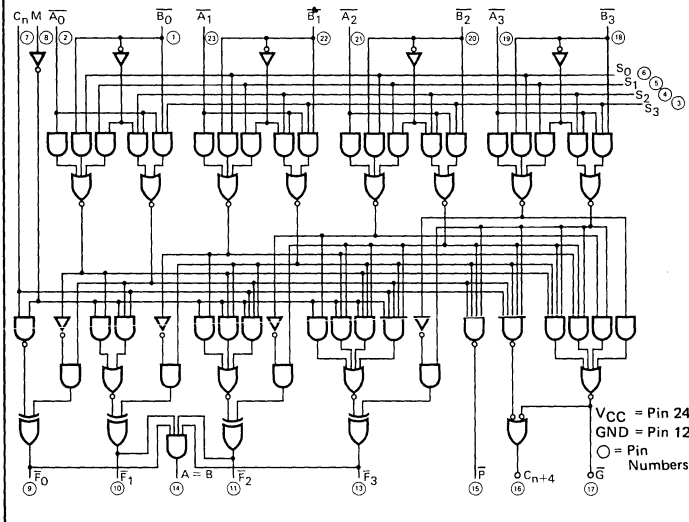 Cn M A̅0̅ B̅0̅ A̅1̅ B̅1̅ A̅2̅ B̅2̅ A̅3̅ B̅3̅
7 8 2 1 23 22 21 20 19 18
S0 6
S1 5
S2 4
S3 3
VCC = Pin 24
GND = Pin 12
○ = Pin
Numbers
F̅0 F̅1 A = B F̅2 F̅3 P̅ Cn+4 G̅
9 10 14 11 13 15 16 17